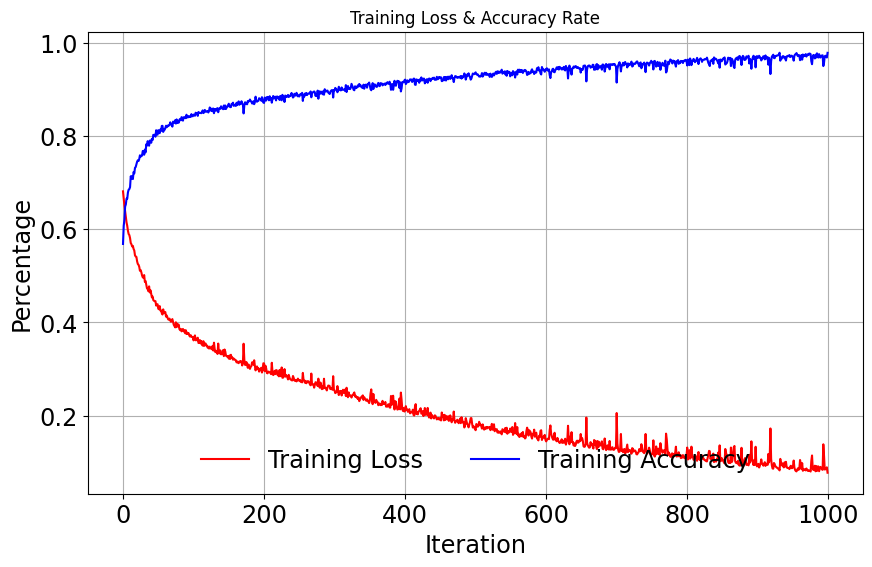 Training Loss & Accuracy Rate
1.0
0.8
0.6
0.4
0.2
Percentage
Training Loss
Training Accuracy
0 200 400 600 800 1000
Iteration